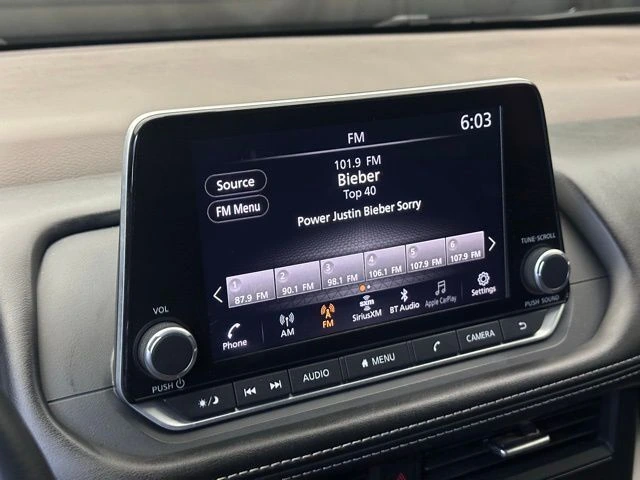 6:03
FM
101.9 FM
Bieber
Top 40
Power Justin Bieber Sorry
Source
FM Menu
1 87.9 FM
2 90.1 FM
3 98.1 FM
4 106.1 FM
5 107.9 FM
6 107.9 FM
Phone
AM
FM
sxm
SiriusXM
BT Audio
Apple CarPlay
Settings
VOL
PUSH
TUNE·SCROLL
PUSH SOUND
AUDIO
MENU
CAMERA